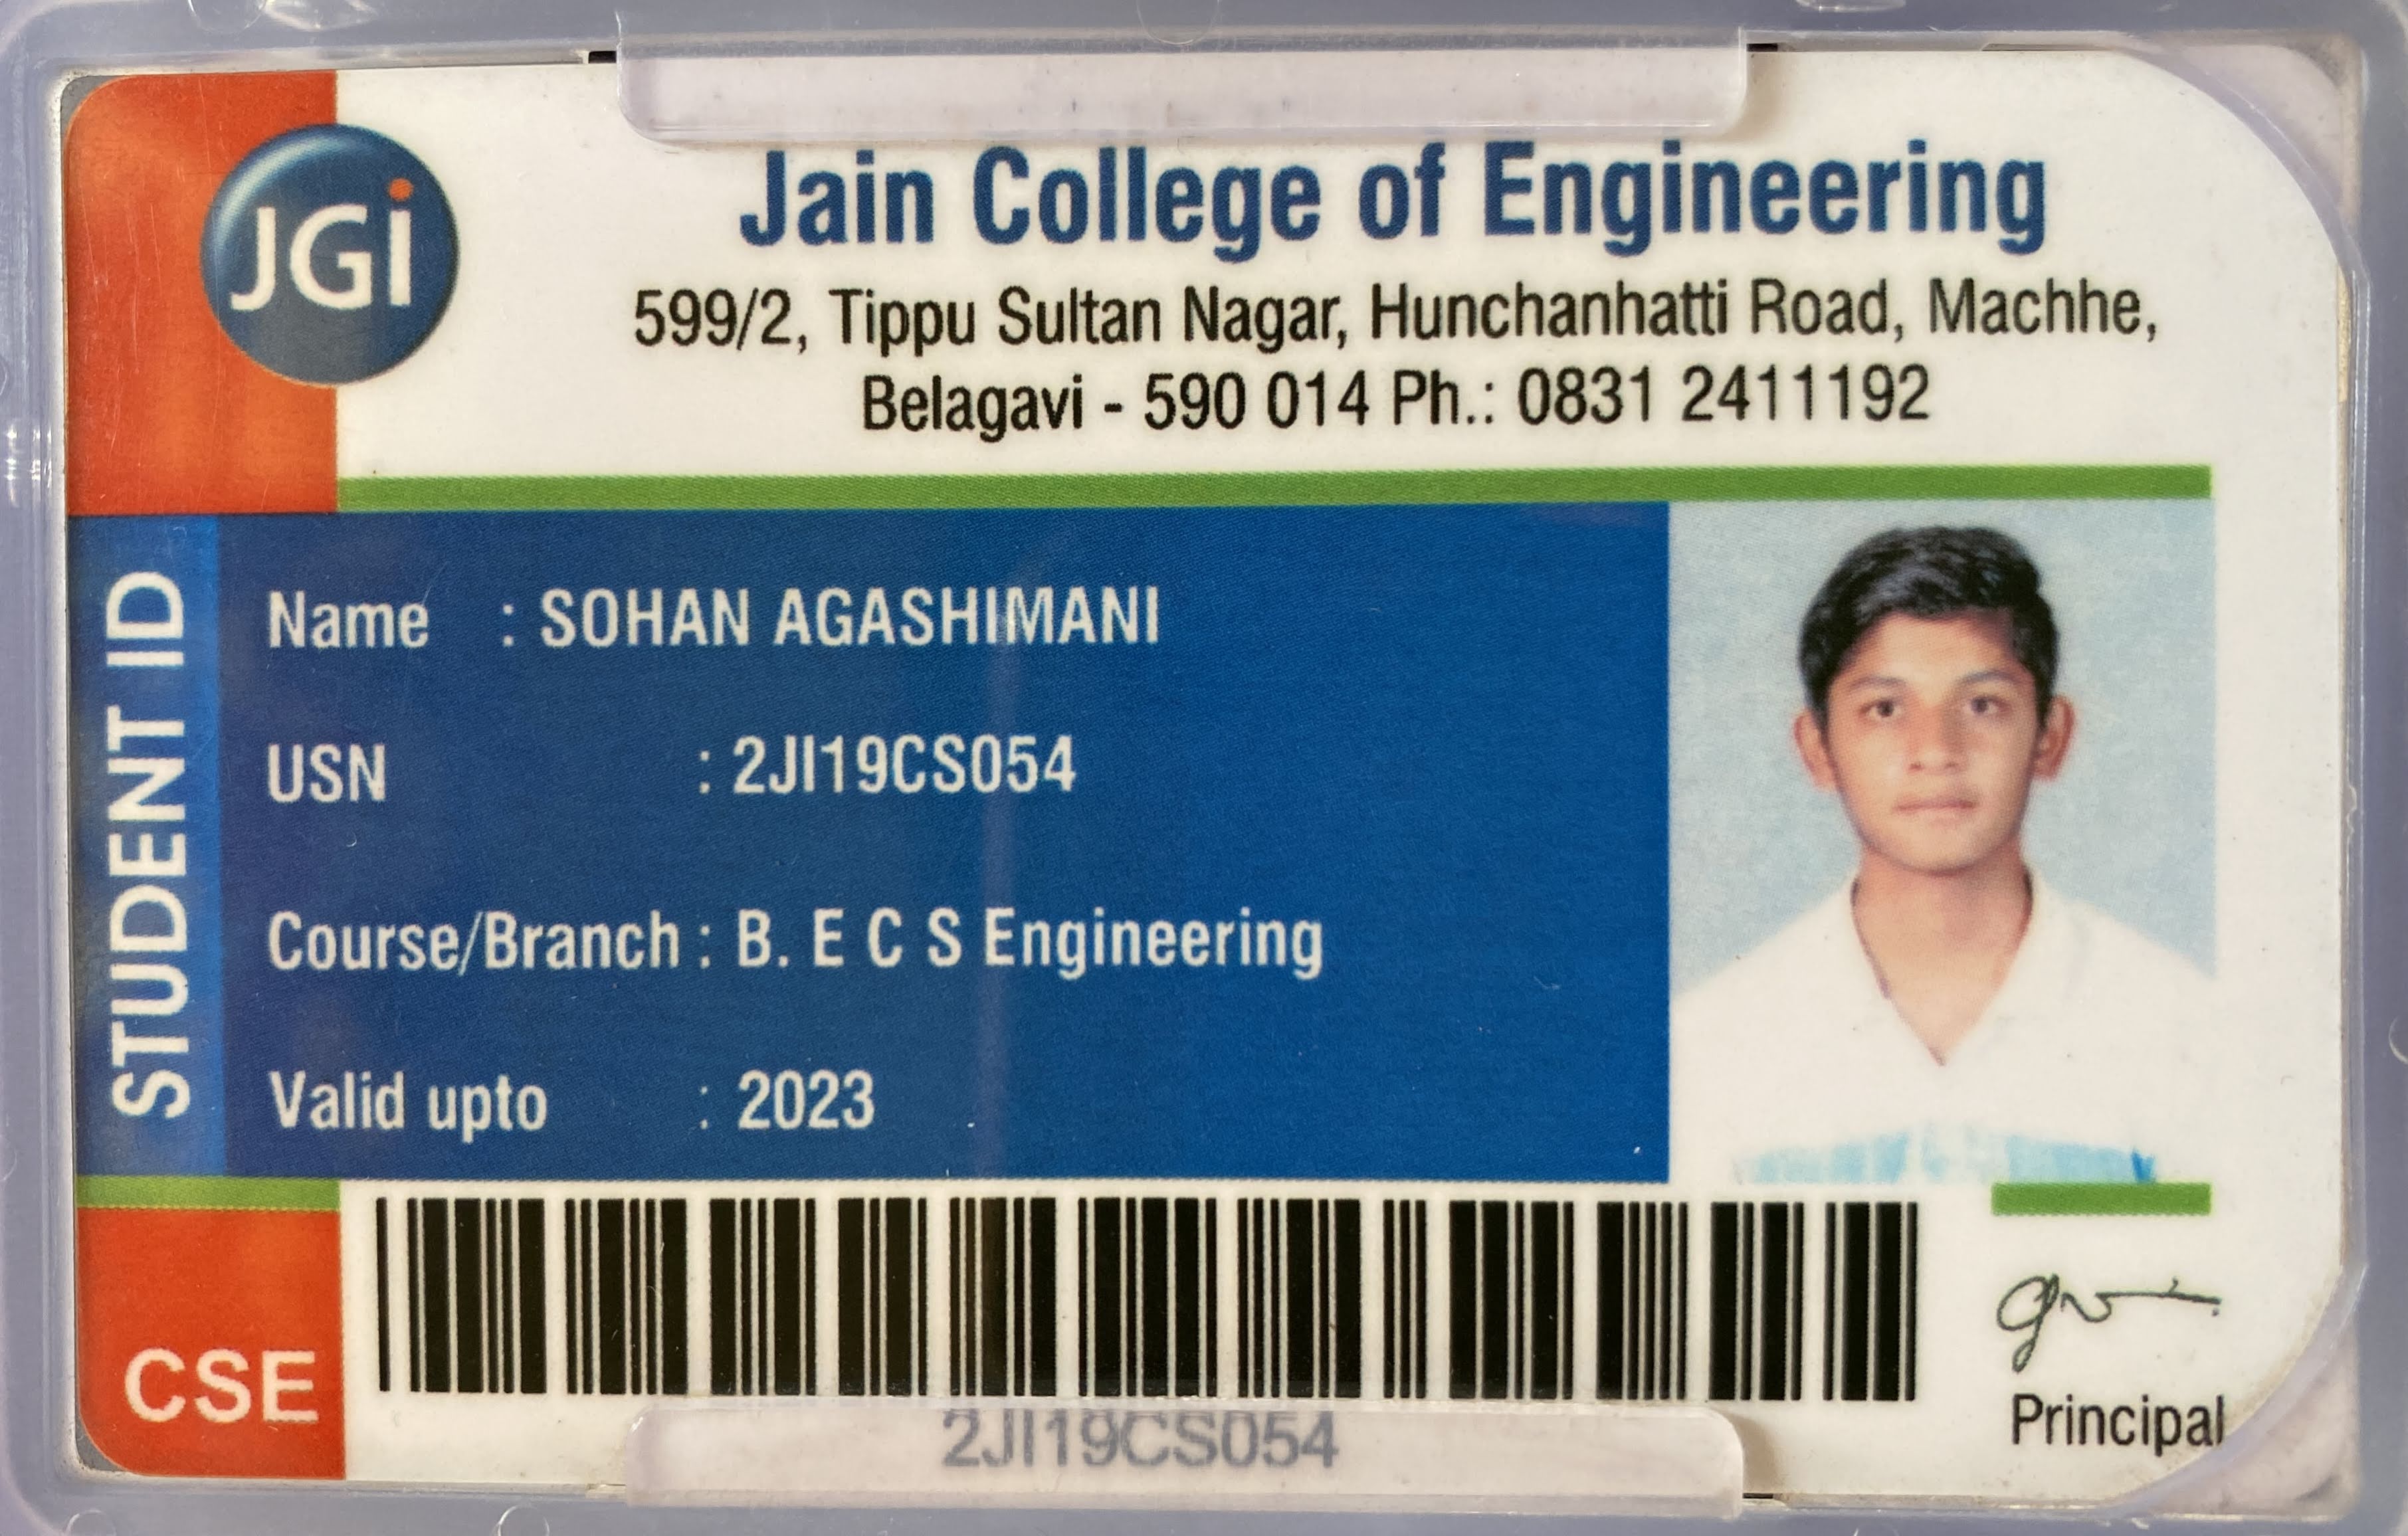 JGi
Jain College of Engineering
599/2, Tippu Sultan Nagar, Hunchanhatti Road, Machhe,
Belagavi - 590 014 Ph.: 0831 2411192
STUDENT ID
Name : SOHAN AGASHIMANI
USN : 2JI19CS054
Course/Branch : B. E C S Engineering
Valid upto : 2023
CSE
2JI19CS054
Principal